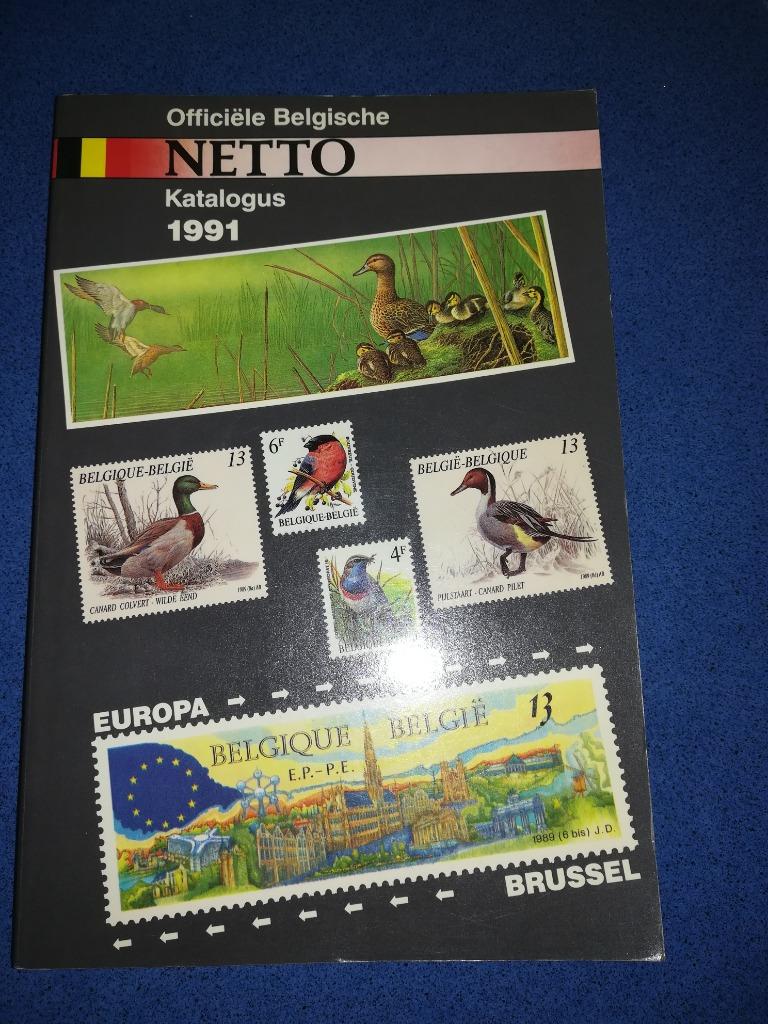 Officiële Belgische
NETTO
Katalogus
1991
BELGIQUE-BELGIË 13
CANARD COLVERT - WILDE EEND
6F
BELGIQUE-BELGIË
4F
BELGIË-BELGIQUE 13
PIJLSTAART - CANARD PILET
EUROPA
BELGIQUE BELGIË 13
E.P.-P.E.
1989 (6 bis) J.D.
BRUSSEL